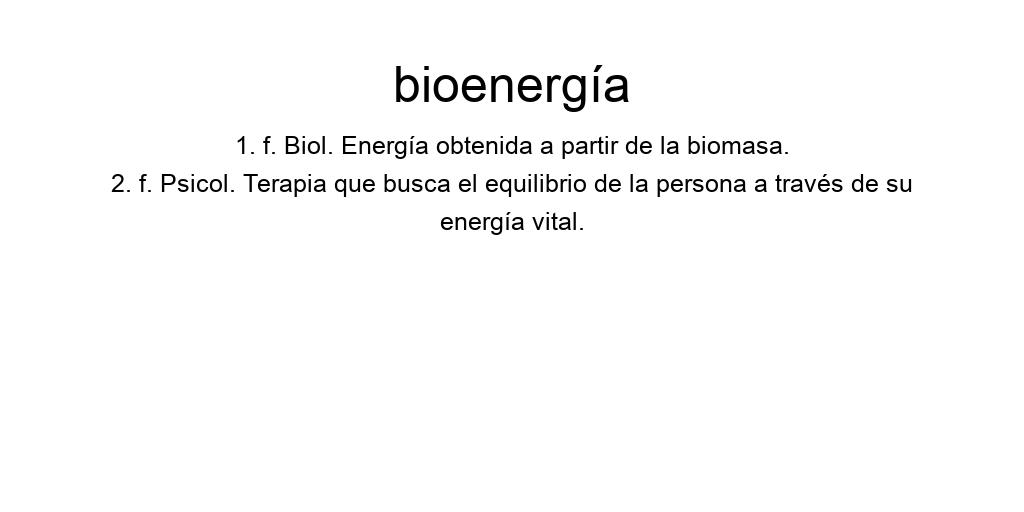 bioenergía
1. f. Biol. Energía obtenida a partir de la biomasa.
2. f. Psicol. Terapia que busca el equilibrio de la persona a través de su
energía vital.